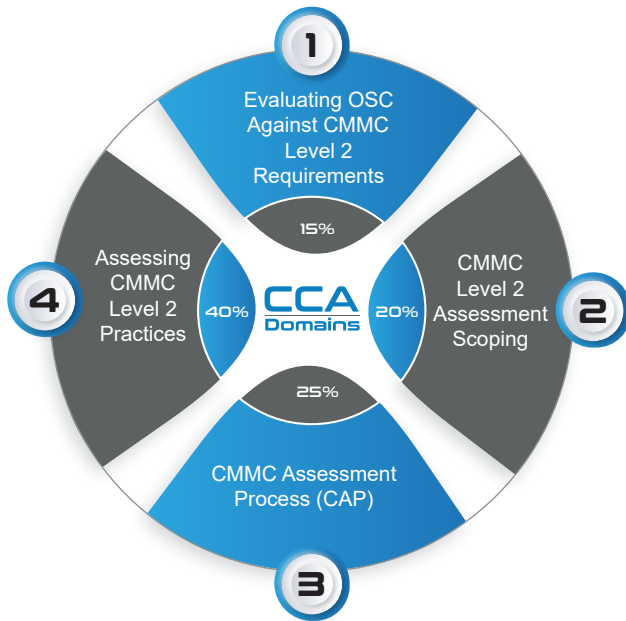 1
Evaluating OSC
Against CMMC
Level 2
Requirements
15%
2
CMMC
Level 2
Assessment
Scoping
20%
3
CMMC Assessment
Process (CAP)
25%
4
Assessing
CMMC
Level 2
Practices
40%
CCA
Domains